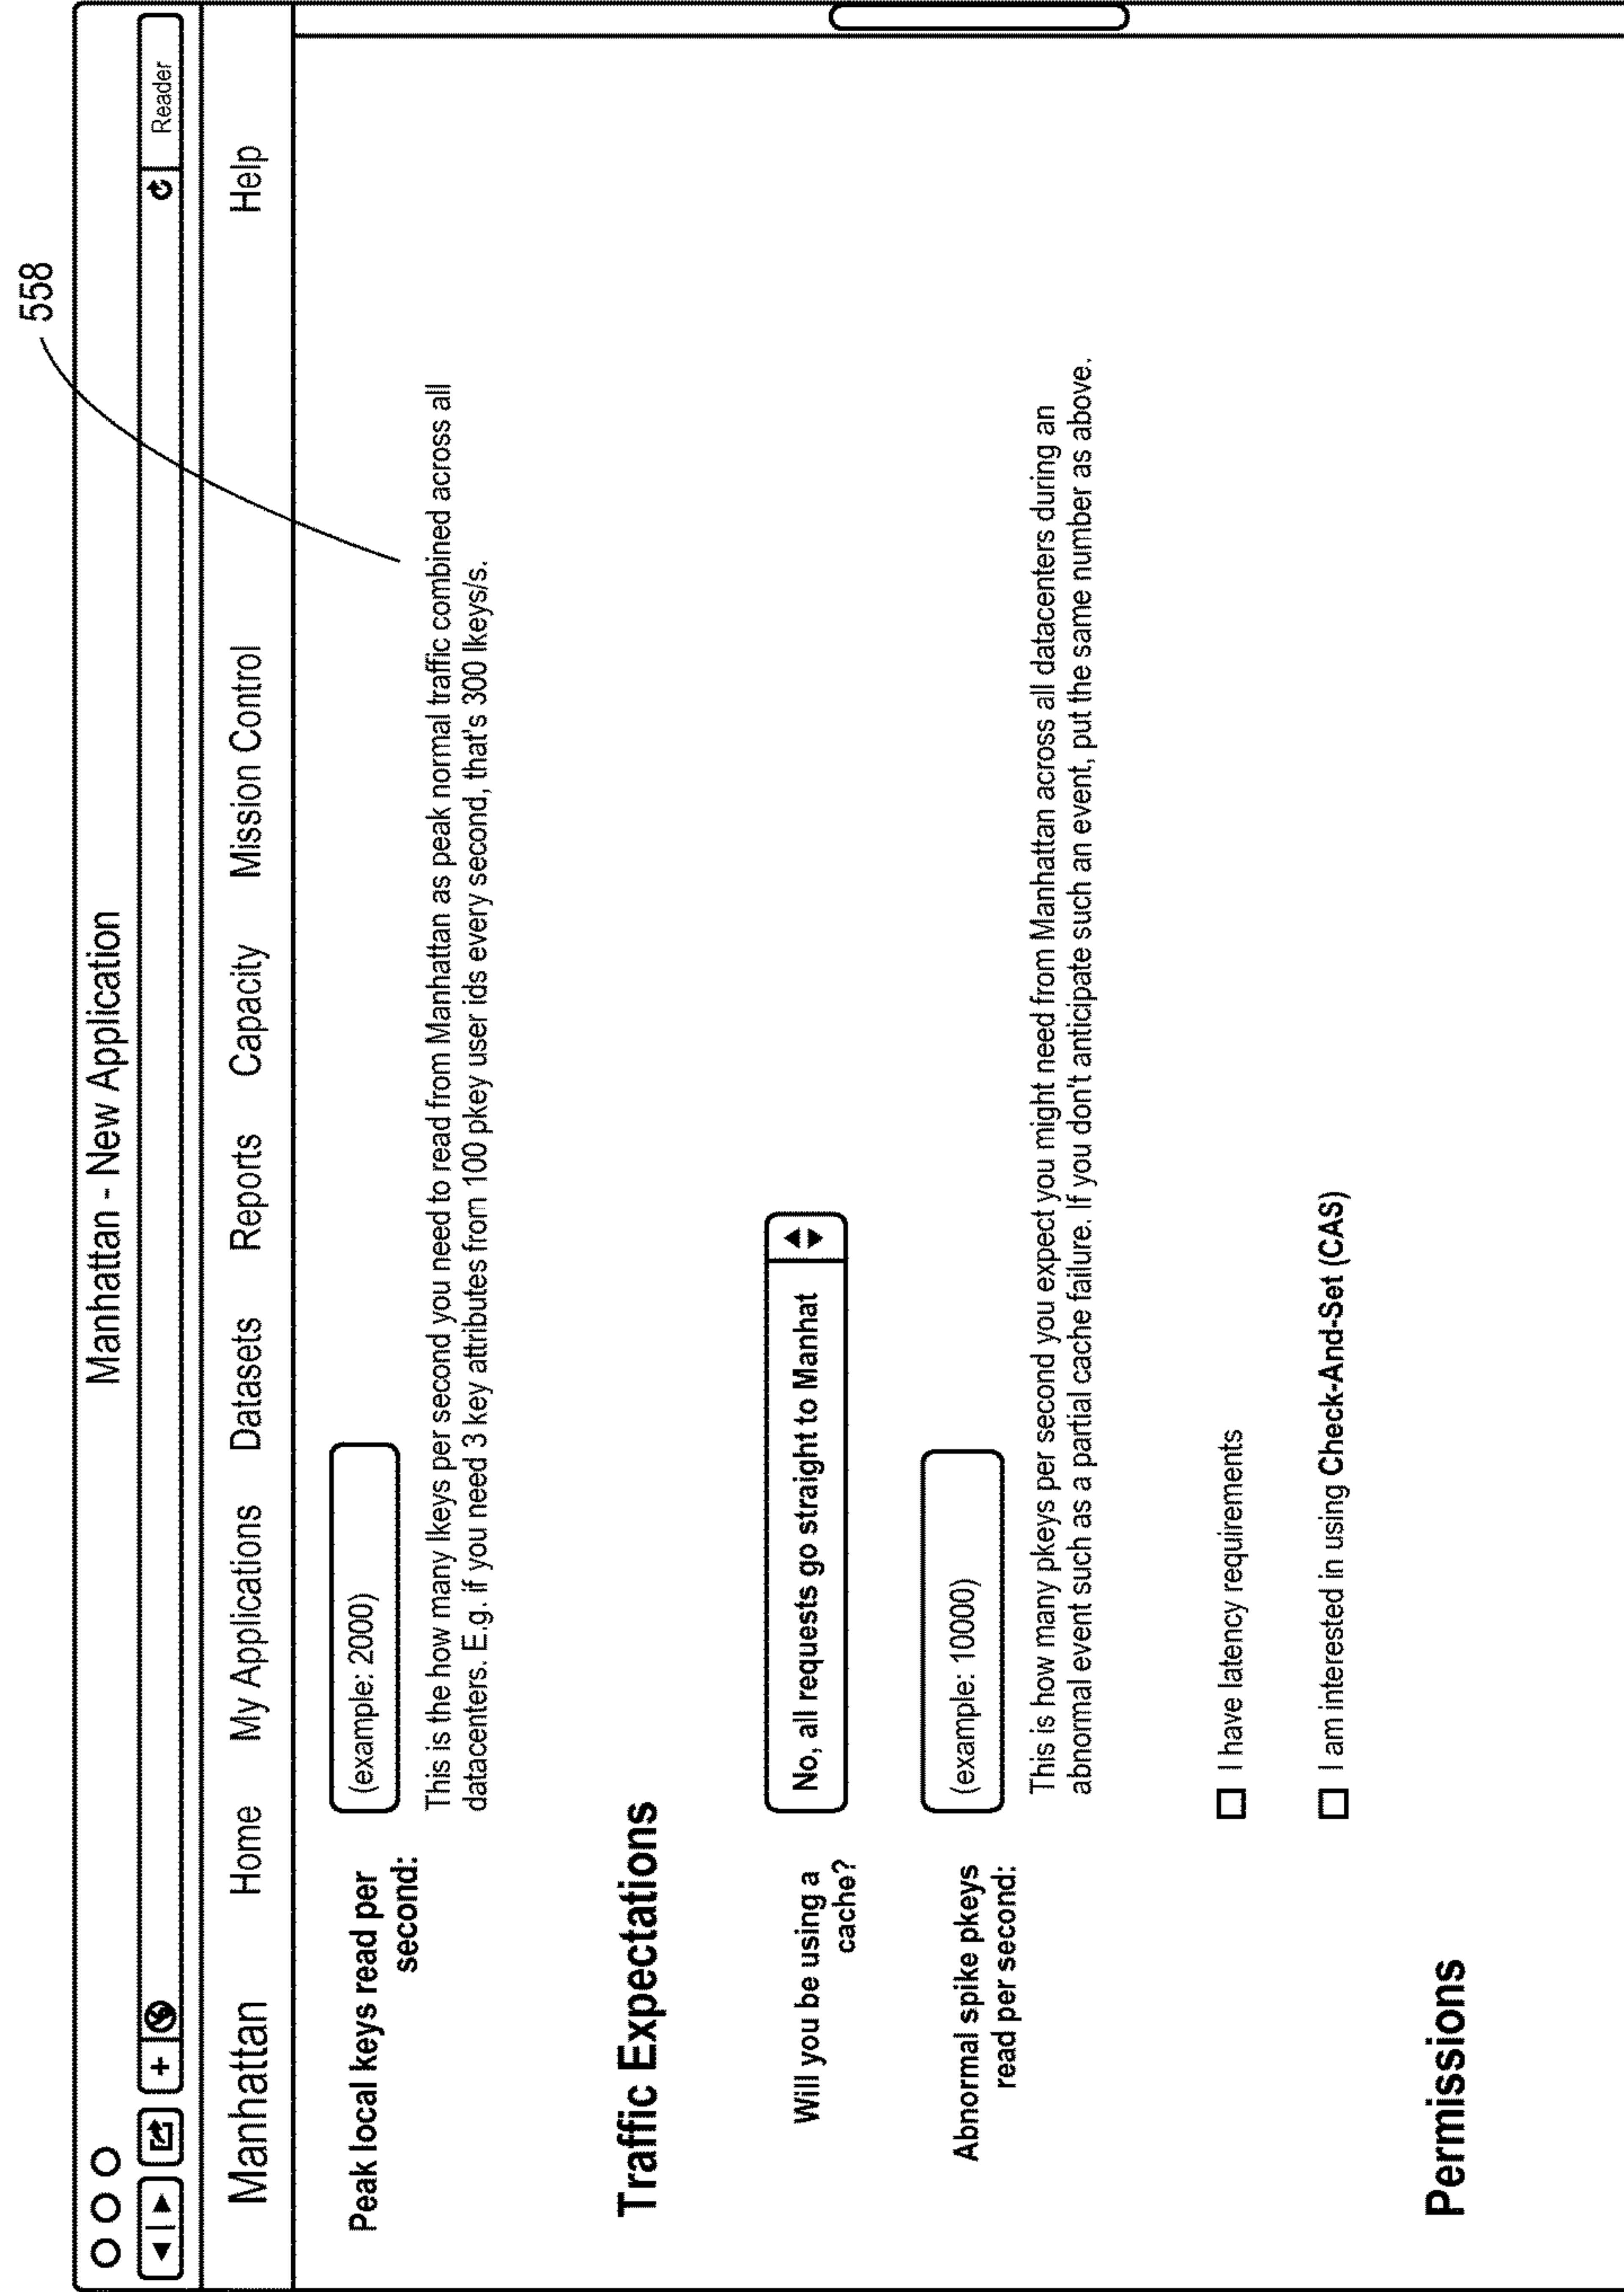 558
Manhattan - New Application
Reader
Manhattan Home My Applications Datasets Reports Capacity Mission Control Help
Peak local keys read per
second:
(example: 2000)
This is the how many lkeys per second you need to read from Manhattan as peak normal traffic combined across all
datacenters. E.g. if you need 3 key attributes from 100 pkey user ids every second, that's 300 lkeys/s.
Traffic Expectations
Will you be using a
cache?
No, all requests go straight to Manhat
Abnormal spike pkeys
read per second:
(example: 10000)
This is how many pkeys per second you expect you might need from Manhattan across all datacenters during an
abnormal event such as a partial cache failure. If you don't anticipate such an event, put the same number as above.
I have latency requirements
I am interested in using Check-And-Set (CAS)
Permissions